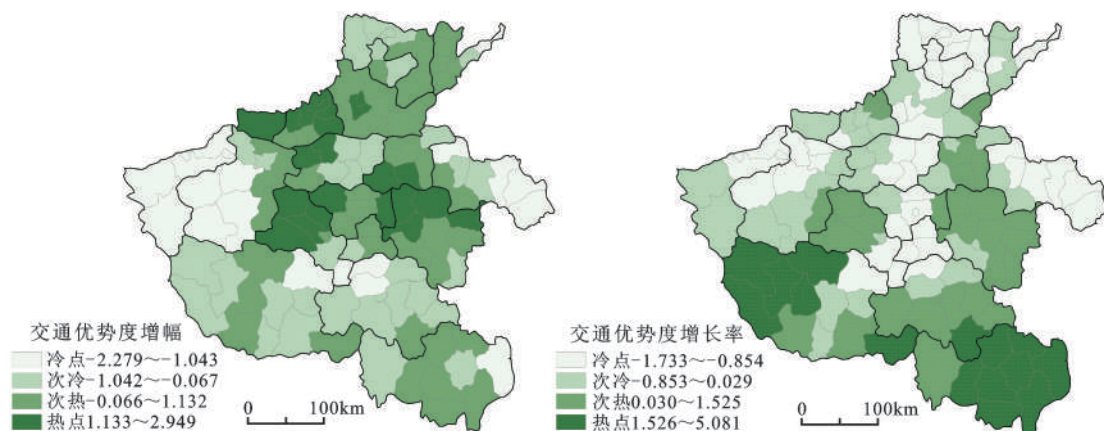 交通优势度增幅
冷点-2.279～-1.043
次冷-1.042～-0.067
次热-0.066～1.132
热点1.133～2.949
0 100km
交通优势度增长率
冷点-1.733～-0.854
次冷-0.853～0.029
次热0.030～1.525
热点1.526～5.081
0 100km